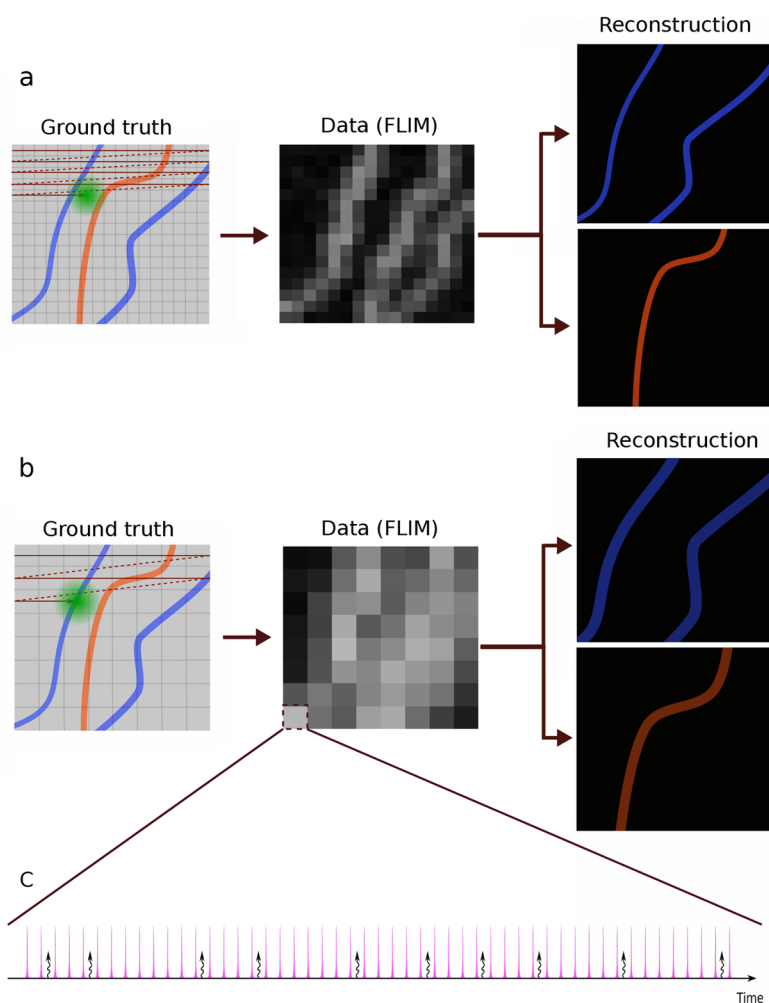 Reconstruction
a
Ground truth
Data (FLIM)
Reconstruction
b
Ground truth
Data (FLIM)
C
Time